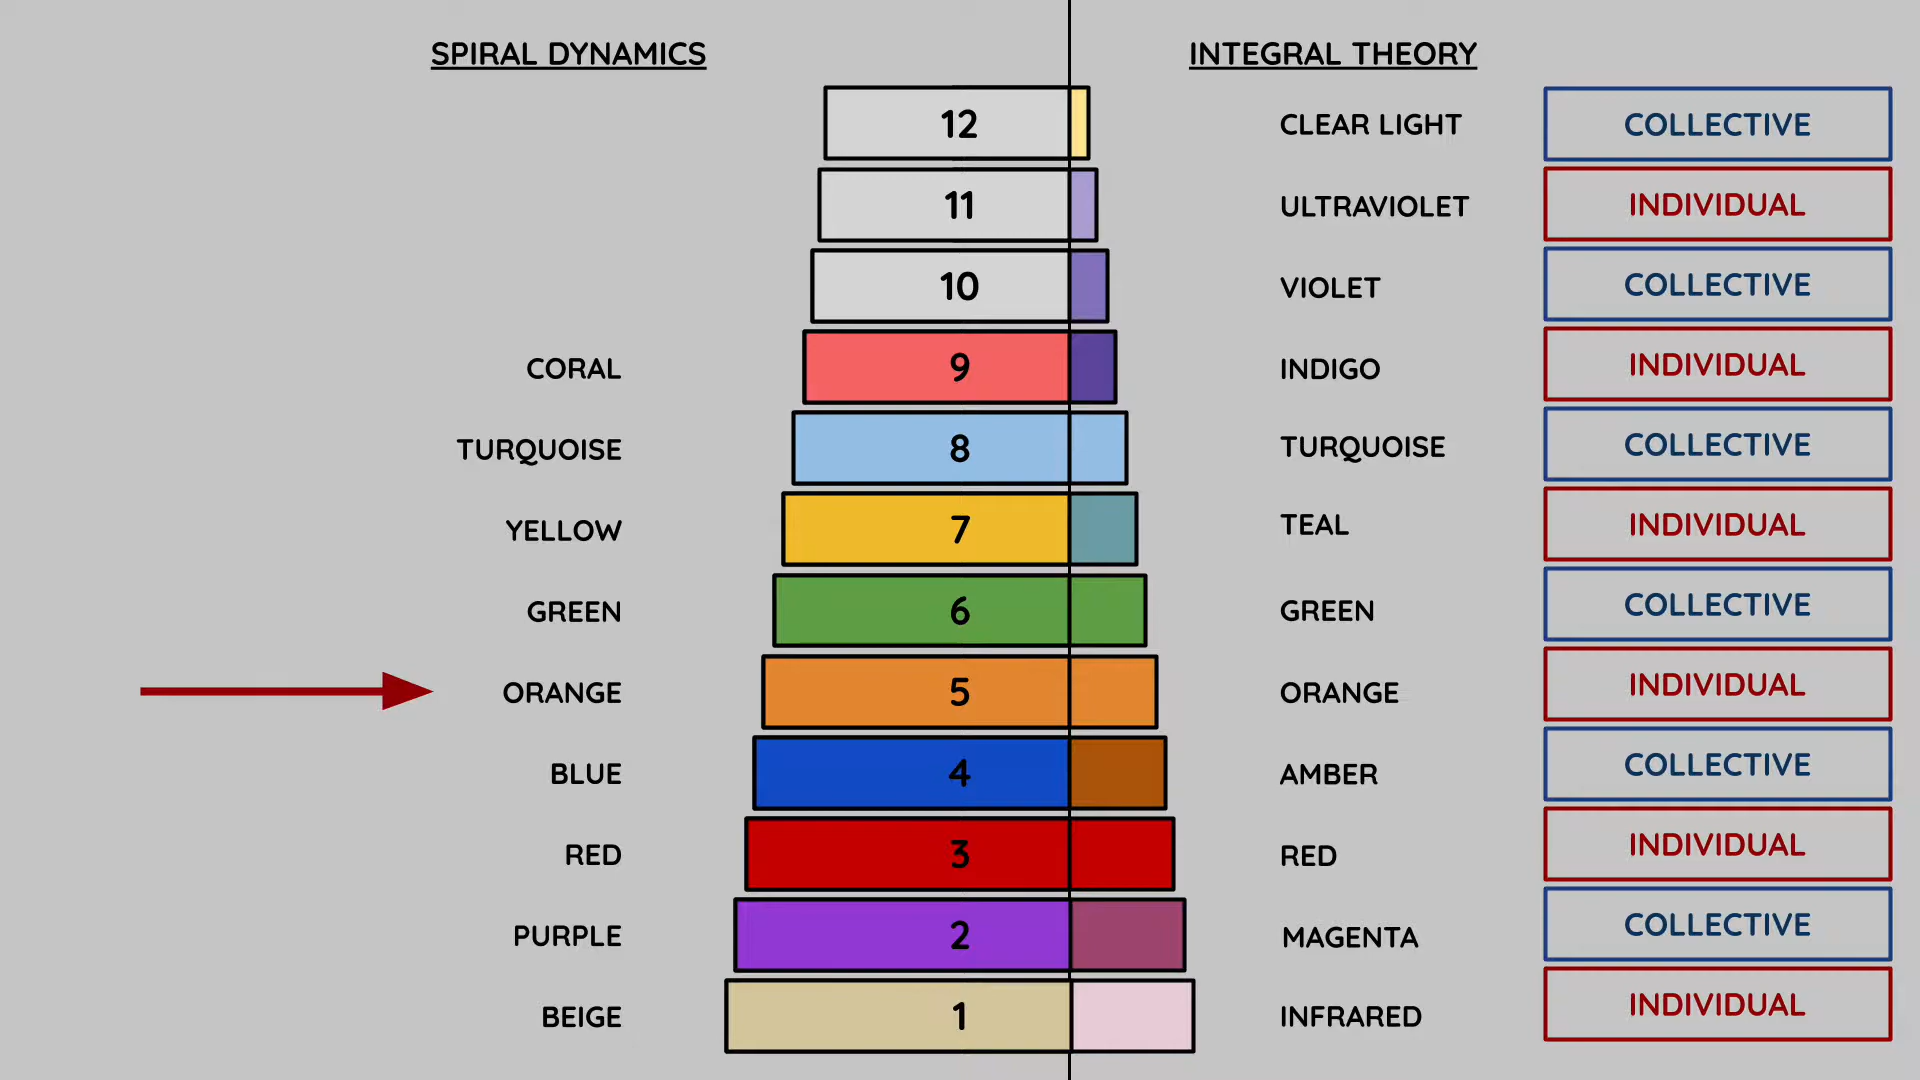 SPIRAL DYNAMICS INTEGRAL THEORY
12 CLEAR LIGHT COLLECTIVE
11 ULTRAVIOLET INDIVIDUAL
10 VIOLET COLLECTIVE
CORAL 9 INDIGO INDIVIDUAL
TURQUOISE 8 TURQUOISE COLLECTIVE
YELLOW 7 TEAL INDIVIDUAL
GREEN 6 GREEN COLLECTIVE
ORANGE 5 ORANGE INDIVIDUAL
BLUE 4 AMBER COLLECTIVE
RED 3 RED INDIVIDUAL
PURPLE 2 MAGENTA COLLECTIVE
BEIGE 1 INFRARED INDIVIDUAL